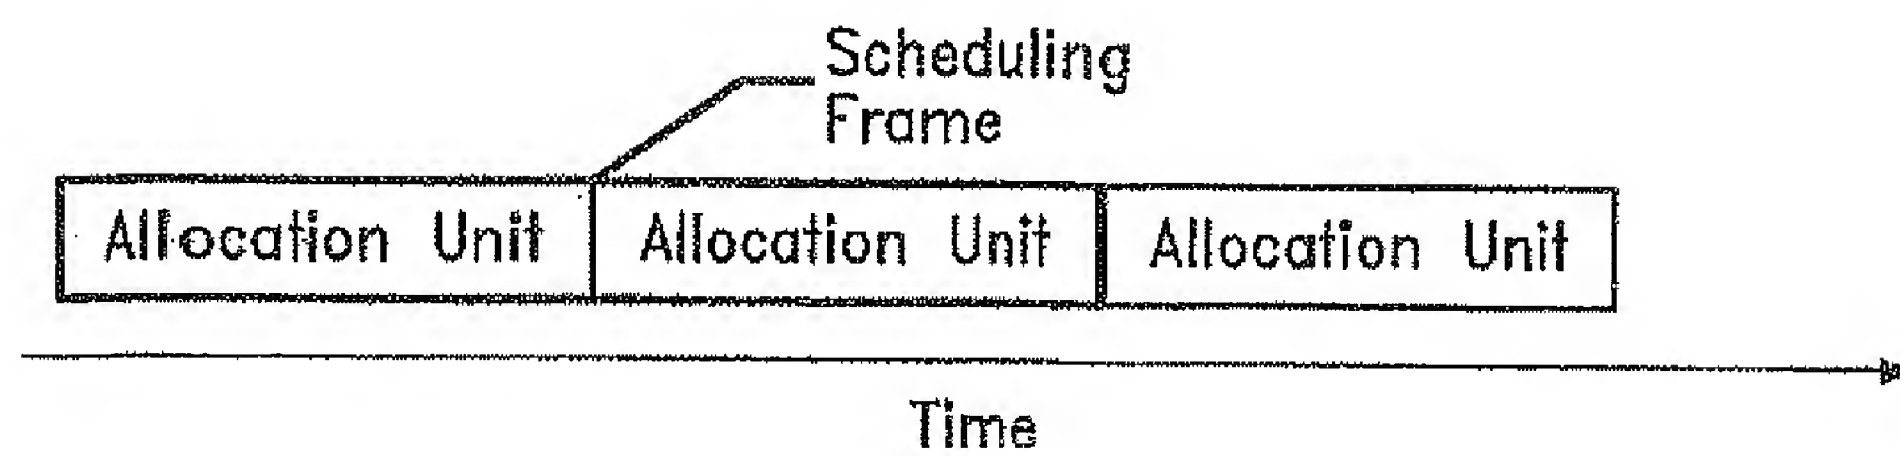 Scheduling
Frame
Allocation Unit Allocation Unit Allocation Unit
Time